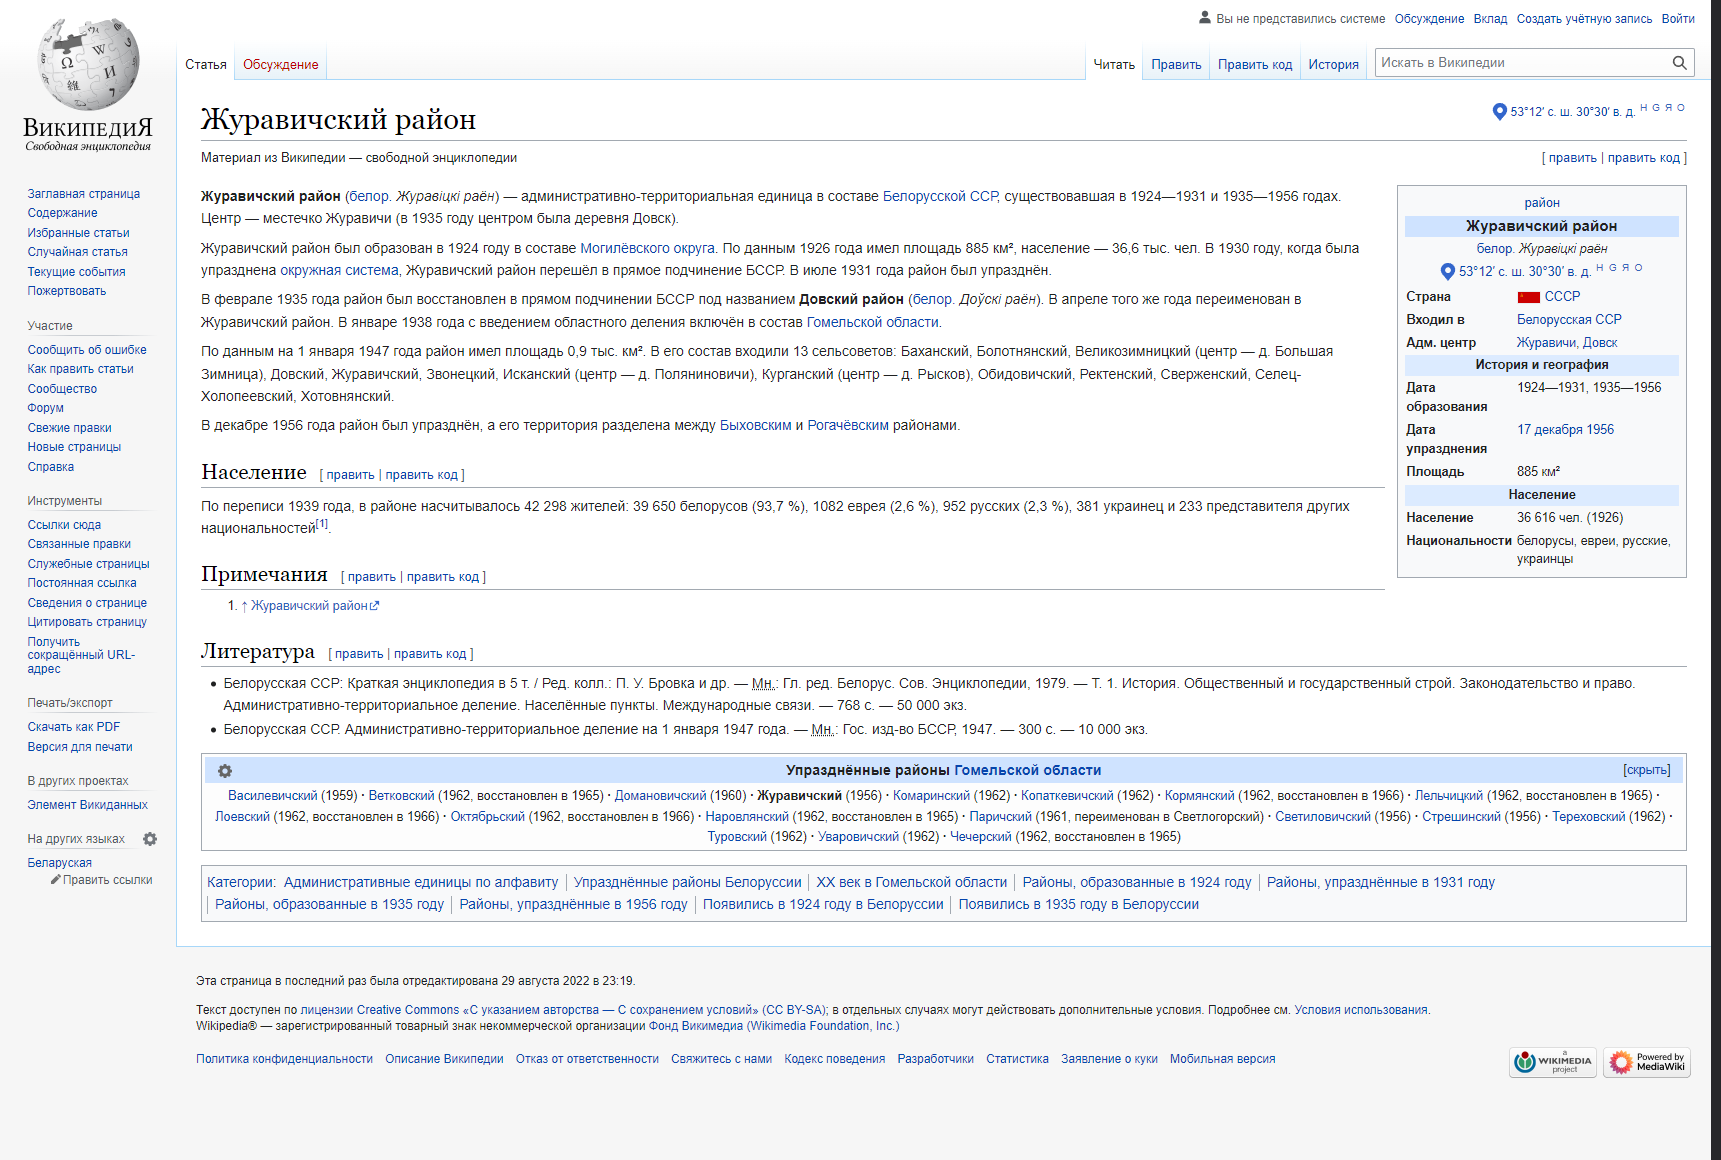 Вы не представились системе Обсуждение Вклад Создать учётную запись Войти
Статья Обсуждение Читать Править Править код История Искать в Википедии
ВИКИПЕДИЯ
Свободная энциклопедия
Заглавная страница
Содержание
Избранные статьи
Случайная статья
Текущие события
Пожертвовать
Участие
Сообщить об ошибке
Как править статьи
Сообщество
Форум
Свежие правки
Новые страницы
Справка
Инструменты
Ссылки сюда
Связанные правки
Служебные страницы
Постоянная ссылка
Сведения о странице
Цитировать страницу
Получить
сокращённый URL-
адрес
Печать/экспорт
Скачать как PDF
Версия для печати
В других проектах
Элемент Викиданных
На других языках
Беларуская
Править ссылки
Журавичский район
53°12′ с. ш. 30°30′ в. д. H G Я O
Материал из Википедии — свободной энциклопедии
[ править | править код ]
Журавичский район (белор. Журавіцкі раён) — административно-территориальная единица в составе Белорусской ССР, существовавшая в 1924—1931 и 1935—1956 годах.
Центр — местечко Журавичи (в 1935 году центром была деревня Довск).
Журавичский район был образован в 1924 году в составе Могилёвского округа. По данным 1926 года имел площадь 885 км², население — 36,6 тыс. чел. В 1930 году, когда была
упразднена окружная система, Журавичский район перешёл в прямое подчинение БССР. В июле 1931 года район был упразднён.
В феврале 1935 года район был восстановлен в прямом подчинении БССР под названием Довский район (белор. Доўскі раён). В апреле того же года переименован в
Журавичский район. В январе 1938 года с введением областного деления включён в состав Гомельской области.
По данным на 1 января 1947 года район имел площадь 0,9 тыс. км². В его состав входили 13 сельсоветов: Баханский, Болотнянский, Великозимницкий (центр — д. Большая
Зимница), Довский, Журавичский, Звонецкий, Исканский (центр — д. Поляниновичи), Курганский (центр — д. Рысков), Обидовичский, Ректенский, Сверженский, Селец-
Холопеевский, Хотовнянский.
В декабре 1956 года район был упразднён, а его территория разделена между Быховским и Рогачёвским районами.
район
Журавичский район
белор. Журавіцкі раён
53°12′ с. ш. 30°30′ в. д. H G Я O
Страна СССР
Входил в Белорусская ССР
Адм. центр Журавичи, Довск
История и география
Дата 1924—1931, 1935—1956
образования
Дата 17 декабря 1956
упразднения
Площадь 885 км²
Население
Население 36 616 чел. (1926)
Национальности белорусы, евреи, русские,
украинцы
Население [ править | править код ]
По переписи 1939 года, в районе насчитывалось 42 298 жителей: 39 650 белорусов (93,7 %), 1082 еврея (2,6 %), 952 русских (2,3 %), 381 украинец и 233 представителя других
национальностей[1].
Примечания [ править | править код ]
1. ↑ Журавичский район
Литература [ править | править код ]
• Белорусская ССР: Краткая энциклопедия в 5 т. / Ред. колл.: П. У. Бровка и др. — Мн.: Гл. ред. Белорус. Сов. Энциклопедии, 1979. — Т. 1. История. Общественный и государственный строй. Законодательство и право.
Административно-территориальное деление. Населённые пункты. Международные связи. — 768 с. — 50 000 экз.
• Белорусская ССР. Административно-территориальное деление на 1 января 1947 года. — Мн.: Гос. изд-во БССР, 1947. — 300 с. — 10 000 экз.
Упразднённые районы Гомельской области [скрыть]
Василевичский (1959) · Ветковский (1962, восстановлен в 1965) · Домановичский (1960) · Журавичский (1956) · Комаринский (1962) · Копаткевичский (1962) · Кормянский (1962, восстановлен в 1966) · Лельчицкий (1962, восстановлен в 1965) ·
Лоевский (1962, восстановлен в 1966) · Октябрьский (1962, восстановлен в 1966) · Наровлянский (1962, восстановлен в 1965) · Паричский (1961, переименован в Светлогорский) · Светиловичский (1956) · Стрешинский (1956) · Тереховский (1962) ·
Туровский (1962) · Уваровичский (1962) · Чечерский (1962, восстановлен в 1965)
Категории: Административные единицы по алфавиту | Упразднённые районы Белоруссии | XX век в Гомельской области | Районы, образованные в 1924 году | Районы, упразднённые в 1931 году
| Районы, образованные в 1935 году | Районы, упразднённые в 1956 году | Появились в 1924 году в Белоруссии | Появились в 1935 году в Белоруссии
Эта страница в последний раз была отредактирована 29 августа 2022 в 23:19.
Текст доступен по лицензии Creative Commons «С указанием авторства — С сохранением условий» (CC BY-SA); в отдельных случаях могут действовать дополнительные условия. Подробнее см. Условия использования.
Wikipedia® — зарегистрированный товарный знак некоммерческой организации Фонд Викимедиа (Wikimedia Foundation, Inc.)
Политика конфиденциальности Описание Википедии Отказ от ответственности Свяжитесь с нами Кодекс поведения Разработчики Статистика Заявление о куки Мобильная версия
a WIKIMEDIA project
Powered by MediaWiki